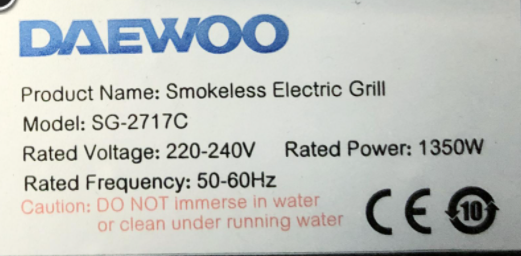 DAEWOO
Product Name: Smokeless Electric Grill
Model: SG-2717C
Rated Voltage: 220-240V Rated Power: 1350W
Rated Frequency: 50-60Hz
Caution: DO NOT immerse in water
or clean under running water
CE 10